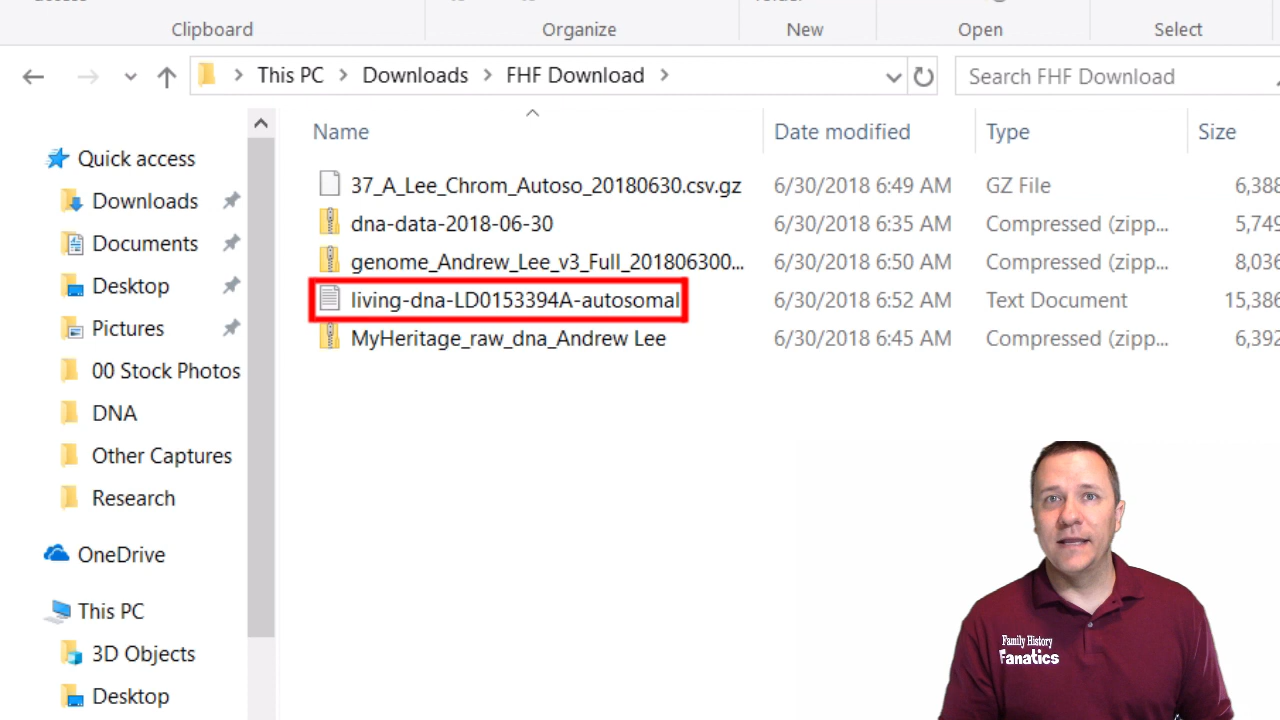 Clipboard Organize New Open Select
This PC > Downloads > FHF Download > Search FHF Download
Name Date modified Type Size
Quick access
Downloads
Documents
Desktop
Pictures
00 Stock Photos
DNA
Other Captures
Research
OneDrive
This PC
3D Objects
Desktop
37_A_Lee_Chrom_Autoso_20180630.csv.gz 6/30/2018 6:49 AM GZ File 6,388
dna-data-2018-06-30 6/30/2018 6:35 AM Compressed (zipp... 5,749
genome_Andrew_Lee_v3_Full_201806300... 6/30/2018 6:50 AM Compressed (zipp... 8,036
living-dna-LD0153394A-autosomal 6/30/2018 6:52 AM Text Document 15,386
MyHeritage_raw_dna_Andrew Lee 6/30/2018 6:45 AM Compressed (zipp... 6,392
Family History
Fanatics